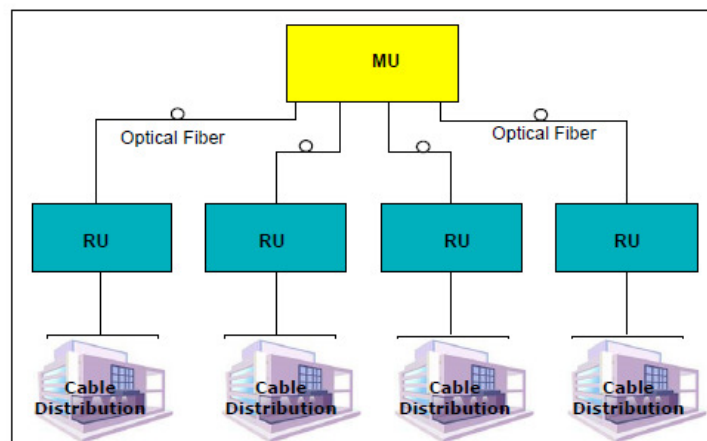 MU
Optical Fiber
Optical Fiber
RU
RU
RU
RU
Cable
Distribution
Cable
Distribution
Cable
Distribution
Cable
Distribution